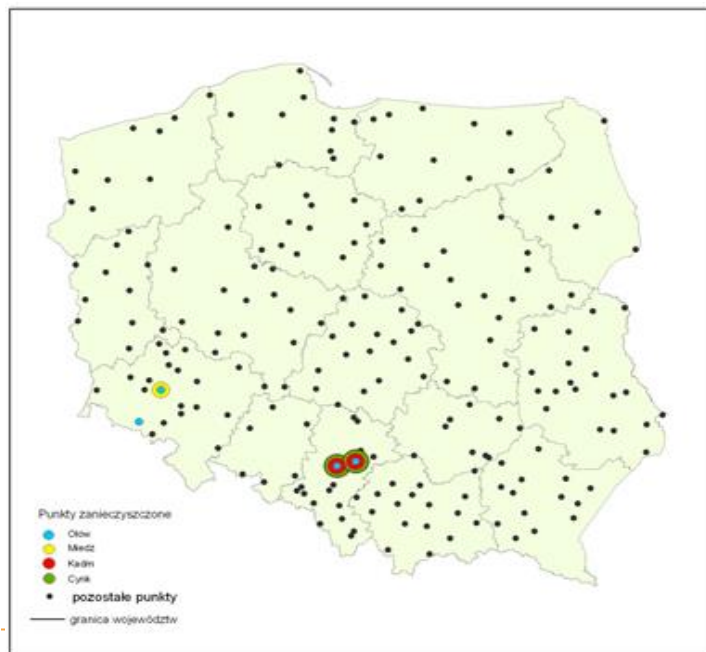 Punkty zanieczyszczone
Ołów
Miedź
Kadm
Cynk
pozostałe punkty
granica województw